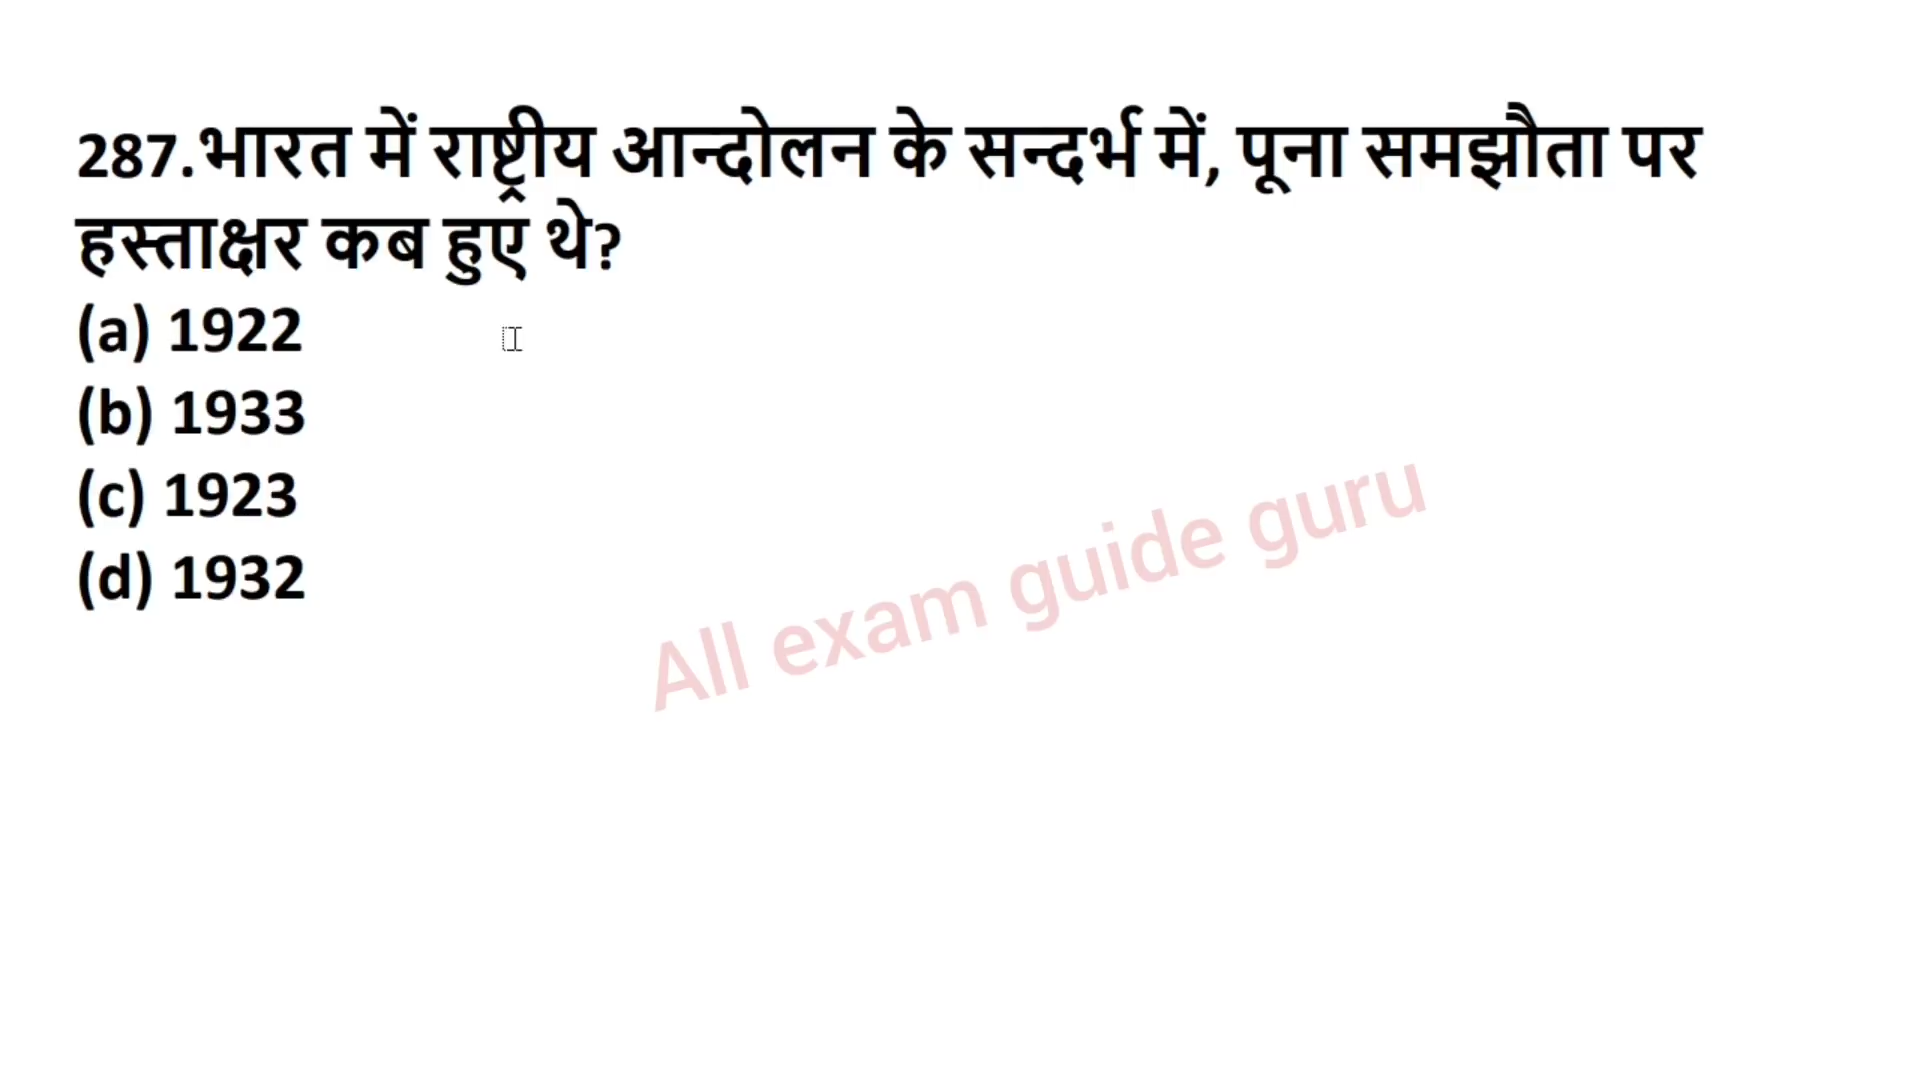 287.भारत में राष्ट्रीय आन्दोलन के सन्दर्भ में, पूना समझौता पर
हस्ताक्षर कब हुए थे?
(a) 1922
(b) 1933
(c) 1923
(d) 1932
All exam guide guru